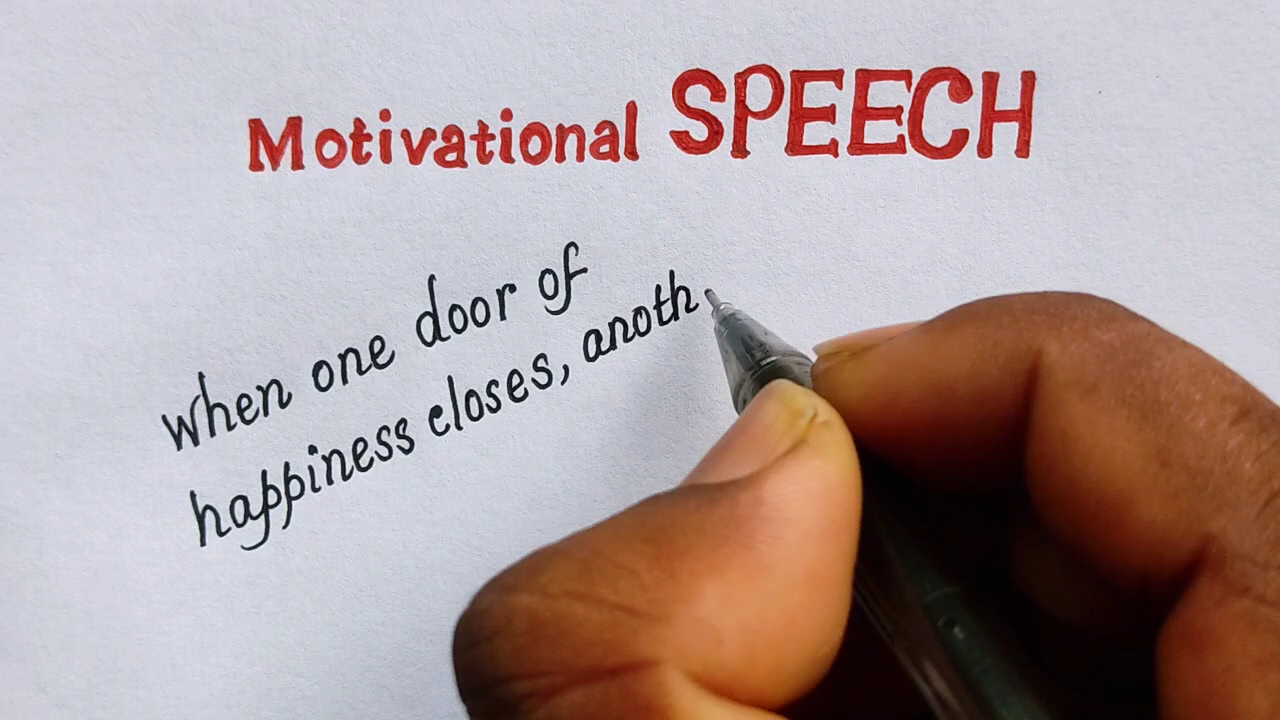 Motivational SPEECH
when one door of
happiness closes, anoth